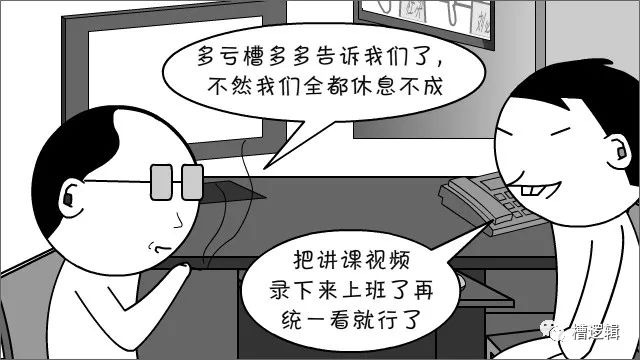 多亏槽多多告诉我们了，
不然我们全都休息不成
把讲课视频
录下来上班了再
统一看就行了
槽逻辑